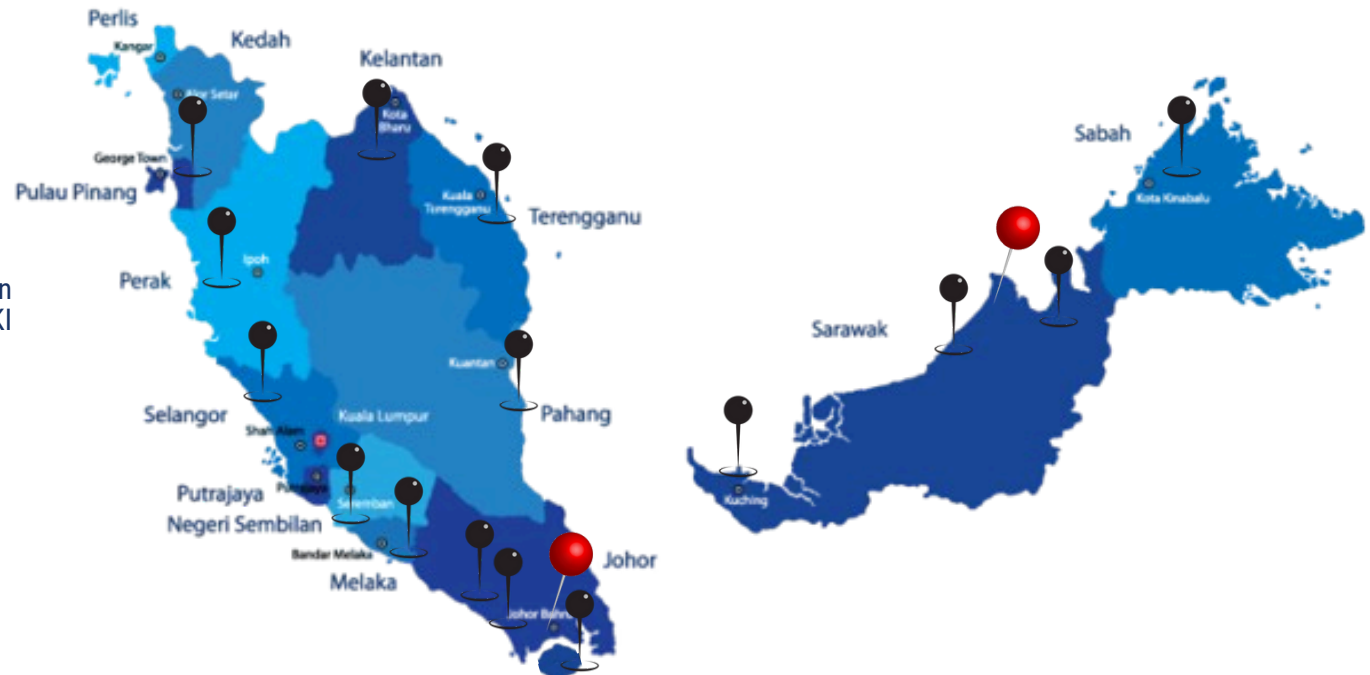 Perlis
Kangar
Kedah
Kelantan
Alor Setar
Kota
Bharu
Sabah
George Town
Pulau Pinang
Kuala
Terengganu
Terengganu
Kota Kinabalu
Ipoh
Perak
n
KI
Sarawak
Kuantan
Selangor
Kuala Lumpur
Pahang
Shah Alam
Putrajaya
Putrajaya
Seremban
Kuching
Negeri Sembilan
Bandar Melaka
Melaka
Johor
Johor Bahru